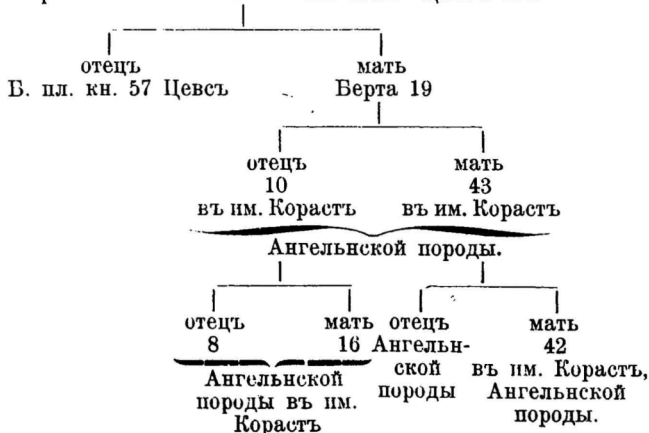 отецъ мать
Б. пл. кн. 57 Цевсъ Берта 19
отецъ мать
10 43
въ им. Корастъ въ им. Корастъ
Ангельнской породы.
отецъ мать отецъ мать
8 16 Ангельн- 42
Ангельнской ской въ им. Корастъ,
породы въ им. породы Ангельнской
Корастъ породы.